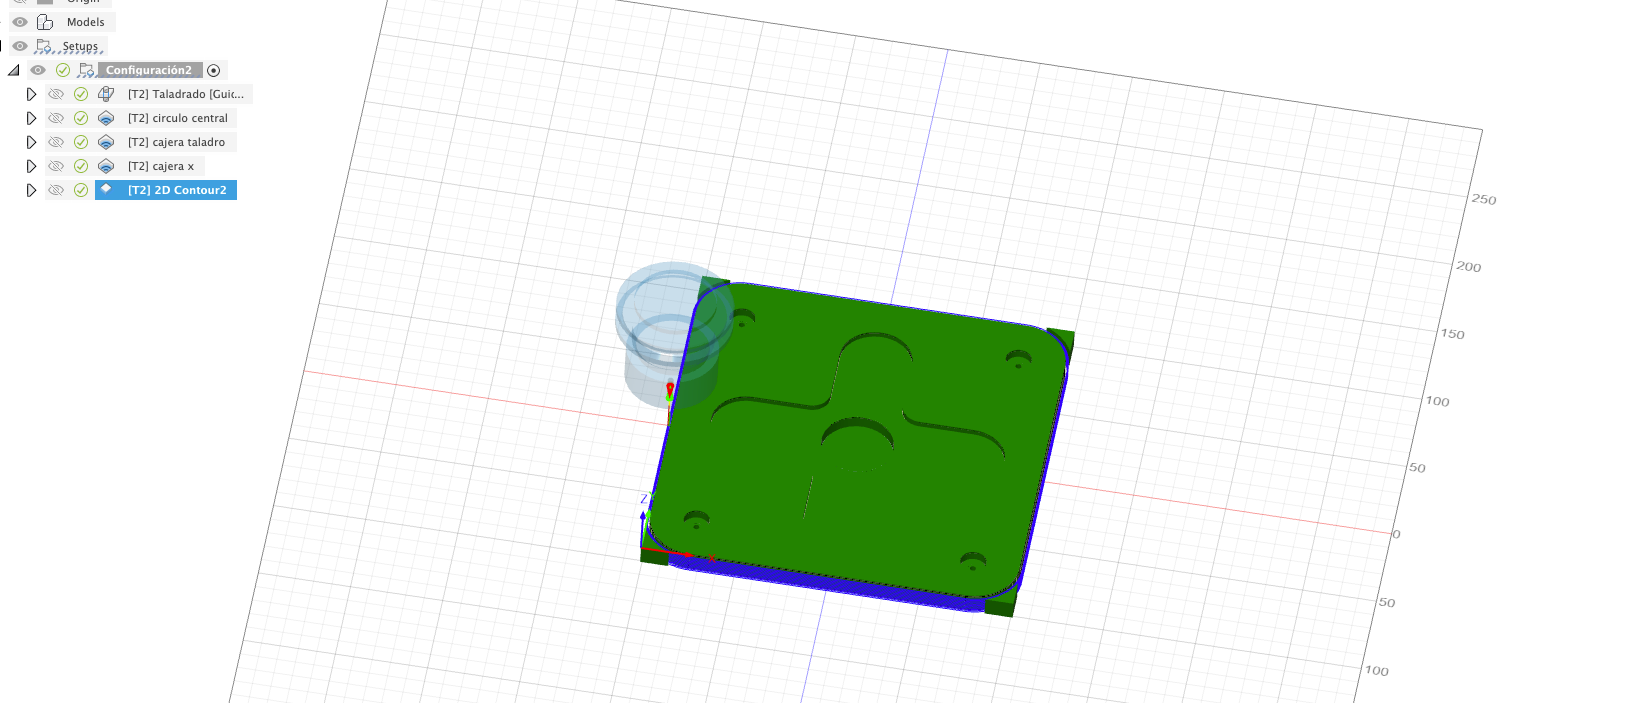 Origin
Models
Setups
Configuración2
[T2] Taladrado [Guic...
[T2] circulo central
[T2] cajera taladro
[T2] cajera x
[T2] 2D Contour2
250
200
150
100
50
0
50
100
Z
X